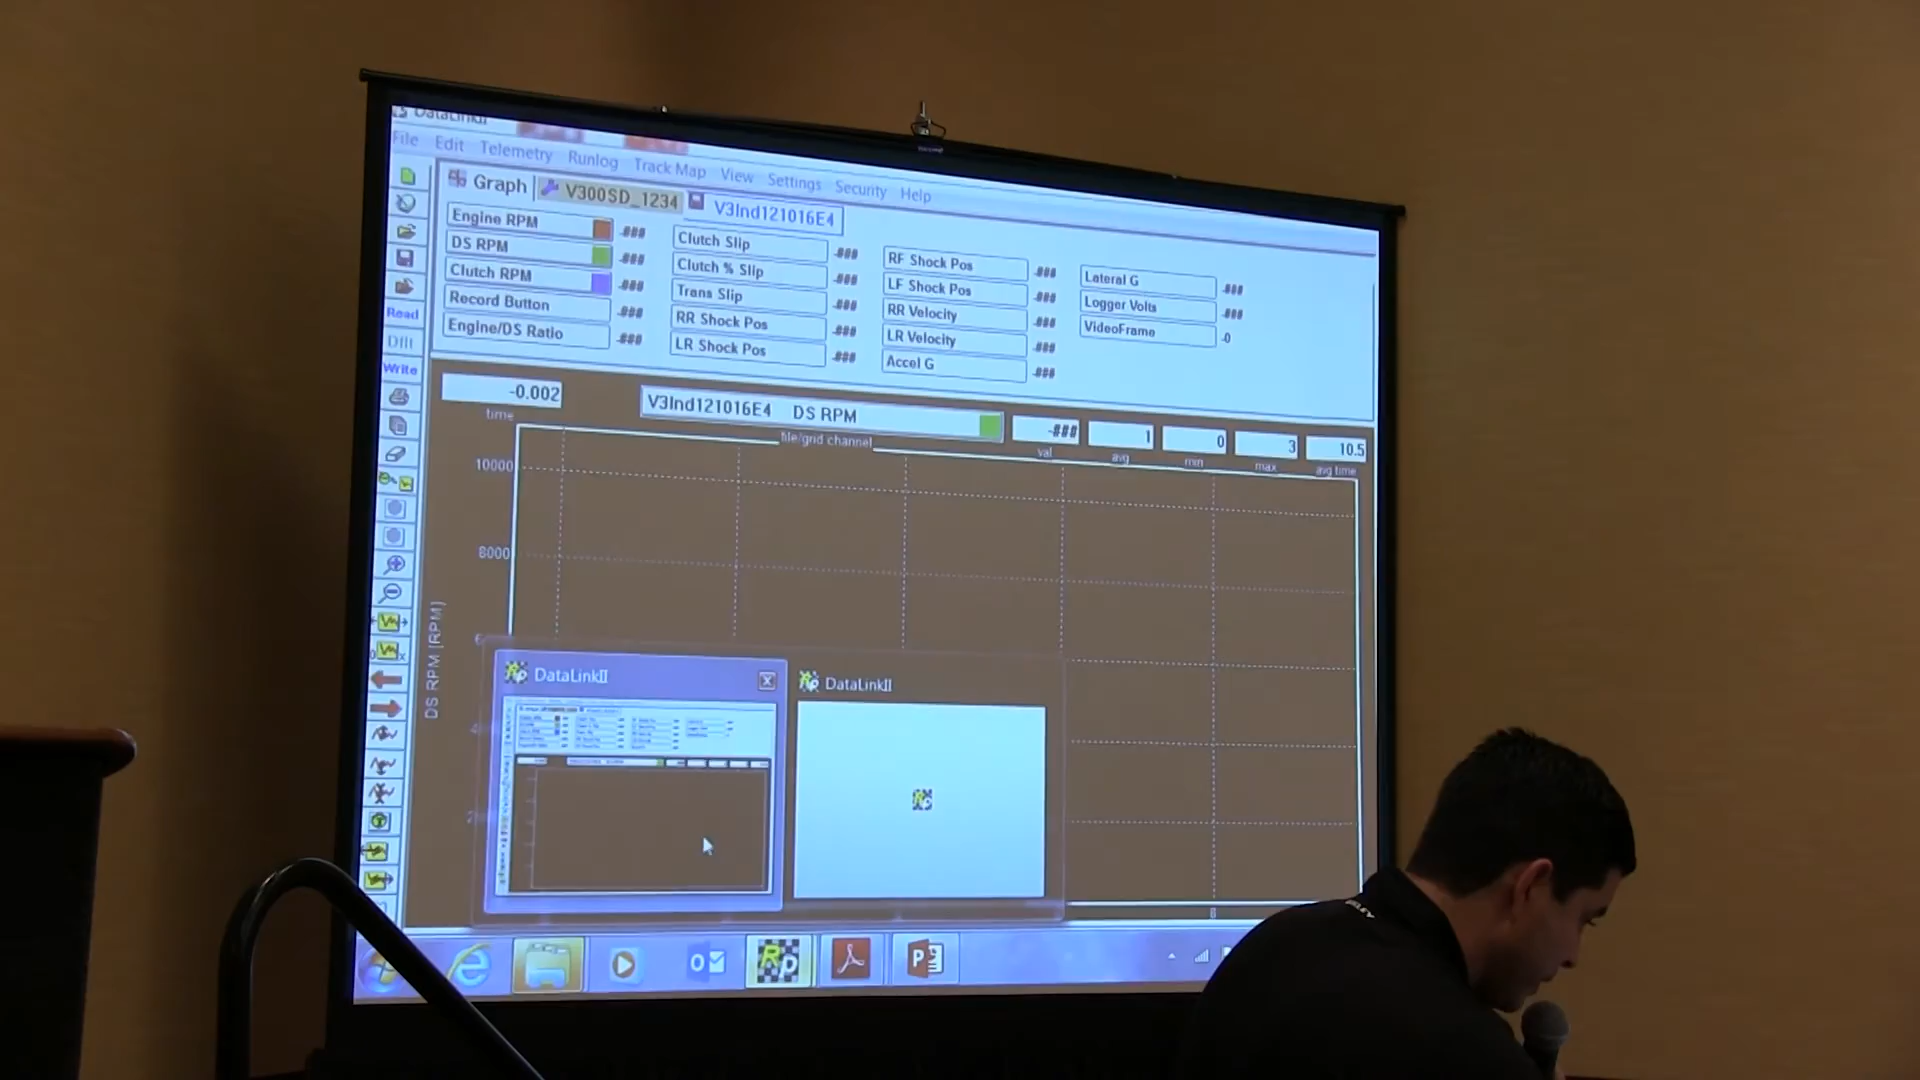 DataLinkII
File Edit Telemetry Runlog Track Map View Settings Security Help
Graph V300SD_1234 V3Ind121016E4
Engine RPM -###
DS RPM -###
Clutch RPM -###
Record Button -###
Engine/DS Ratio -###
Clutch Slip -###
Clutch % Slip -###
Trans Slip -###
RR Shock Pos -###
LR Shock Pos -###
RF Shock Pos -###
LF Shock Pos -###
RR Velocity -###
LR Velocity -###
Accel G -###
Lateral G -###
Logger Volts -###
VideoFrame -0
Read
Write
-0.002
time
V3Ind121016E4 DS RPM
file/grid channel
-###
val
1
avg
0
min
3
max
10.5
avg time
10000
8000
DS RPM [RPM]
DataLinkII
DataLinkII
8